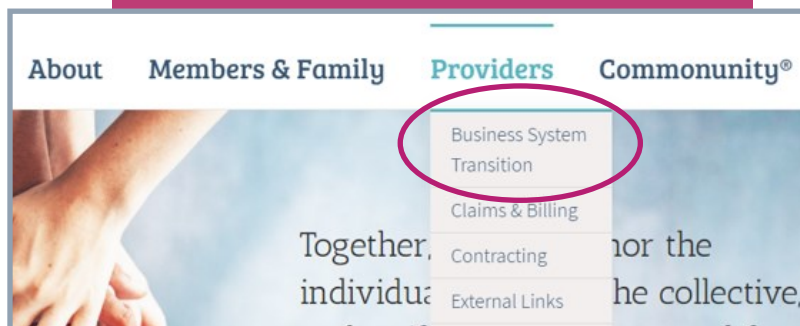 About Members & Family Providers Commonunity®
Business System
Transition
Claims & Billing
Contracting
External Links
Together, nor the
individua he collective,